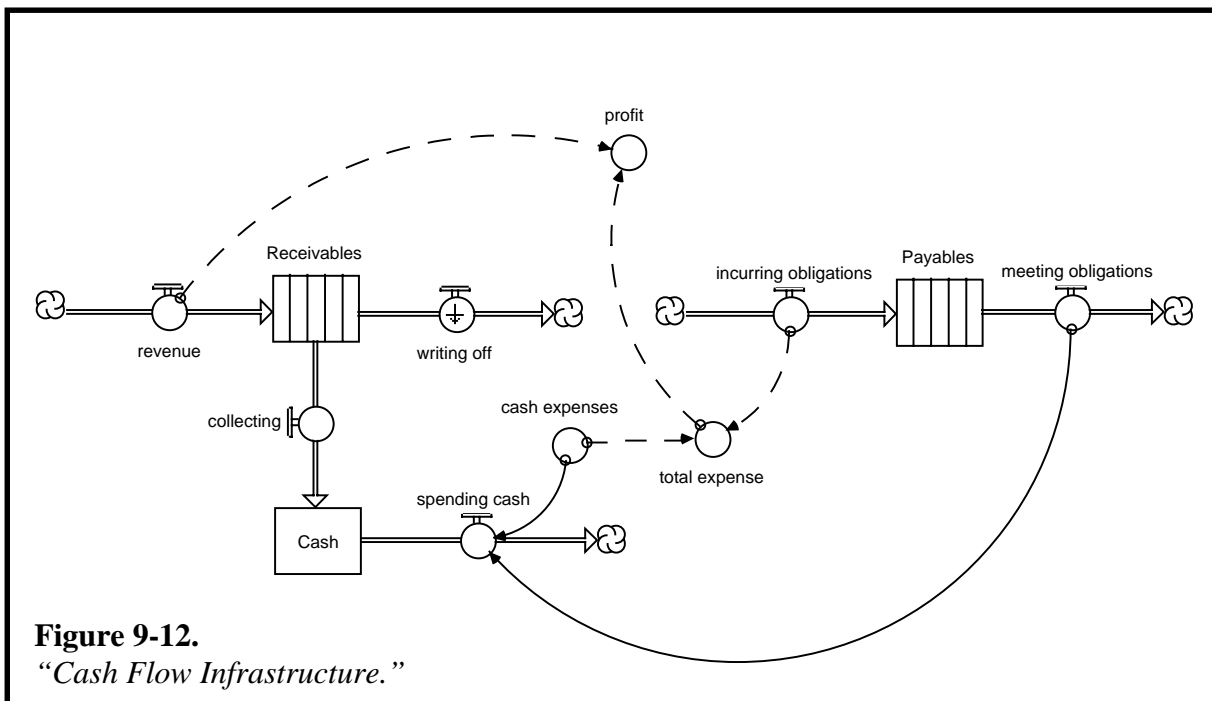 profit
Receivables
incurring obligations
Payables
meeting obligations
revenue
writing off
collecting
cash expenses
total expense
spending cash
Cash
Figure 9-12.
“Cash Flow Infrastructure.”